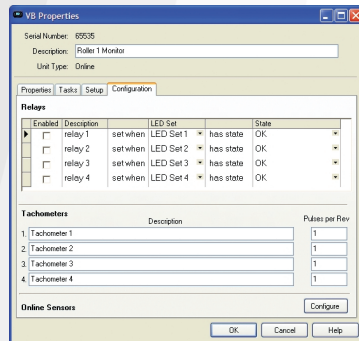 VB Properties
Serial Number: 65535
Description: Roller 1 Monitor
Unit Type: Online
Properties Tasks Setup Configuration
Relays
Enabled Description LED Set State
relay 1 set when LED Set 1 has state OK
relay 2 set when LED Set 2 has state OK
relay 3 set when LED Set 3 has state OK
relay 4 set when LED Set 4 has state OK
Tachometers Description Pulses per Rev
1. Tachometer 1 1
2. Tachometer 2 1
3. Tachometer 3 1
4. Tachometer 4 1
Online Sensors Configure
OK Cancel Help